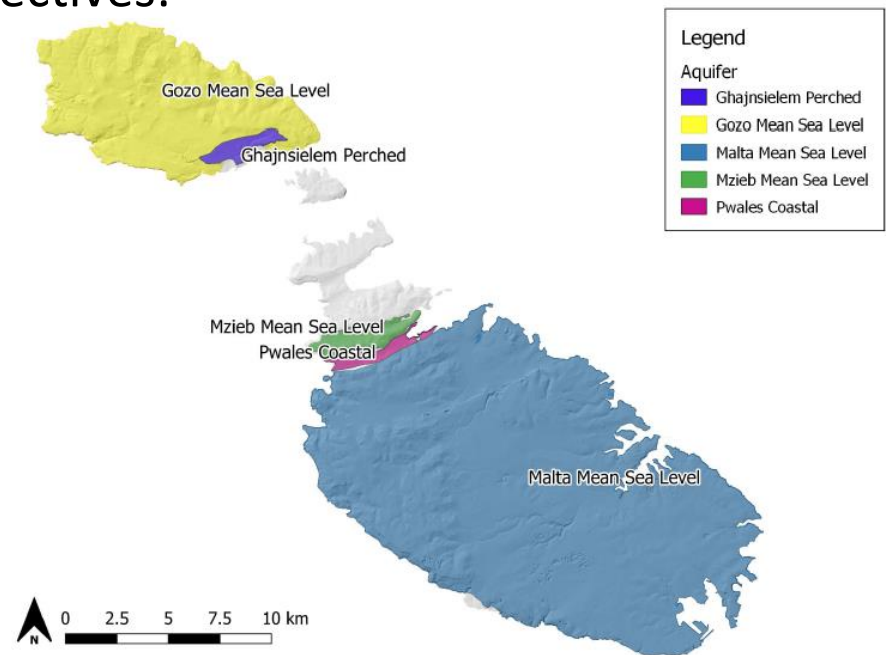 ectives:
Legend
Aquifer
Ghajnsielem Perched
Gozo Mean Sea Level
Malta Mean Sea Level
Mzieb Mean Sea Level
Pwales Coastal
Gozo Mean Sea Level
Ghajnsielem Perched
Mzieb Mean Sea Level
Pwales Coastal
Malta Mean Sea Level
N
0 2.5 5 7.5 10 km